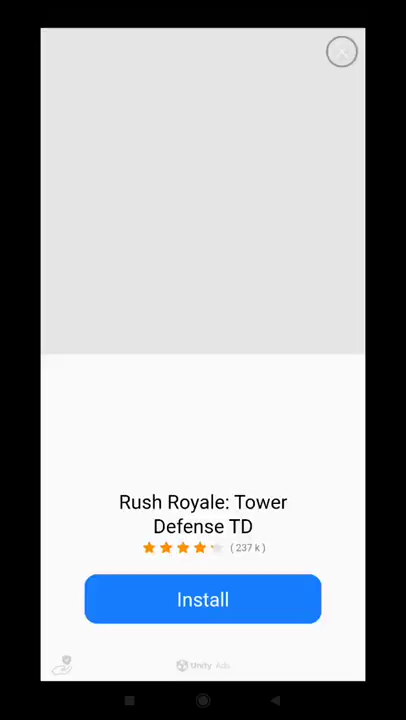 Rush Royale: Tower
Defense TD
( 237 k )
Install
Unity Ads